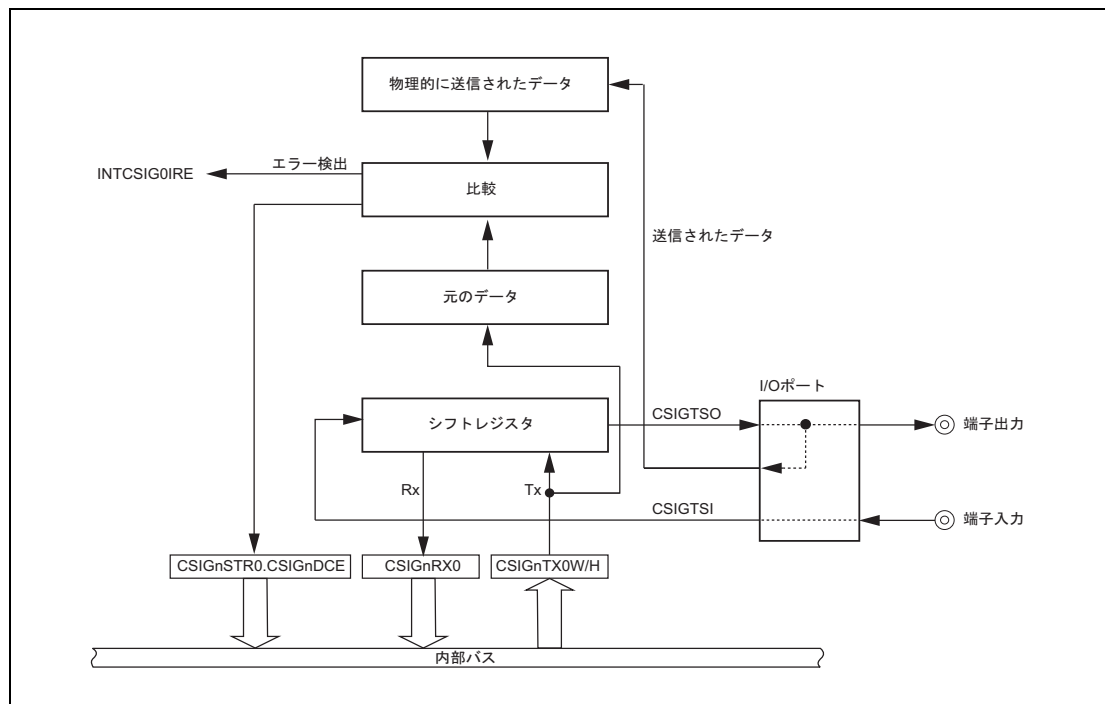 物理的に送信されたデータ
エラー検出
INTCSIG0IRE
比較
送信されたデータ
元のデータ
I/Oポート
シフトレジスタ
CSIGTSO
端子出力
Rx
Tx
CSIGTSI
端子入力
CSIGnSTR0.CSIGnDCE
CSIGnRX0
CSIGnTX0W/H
内部バス